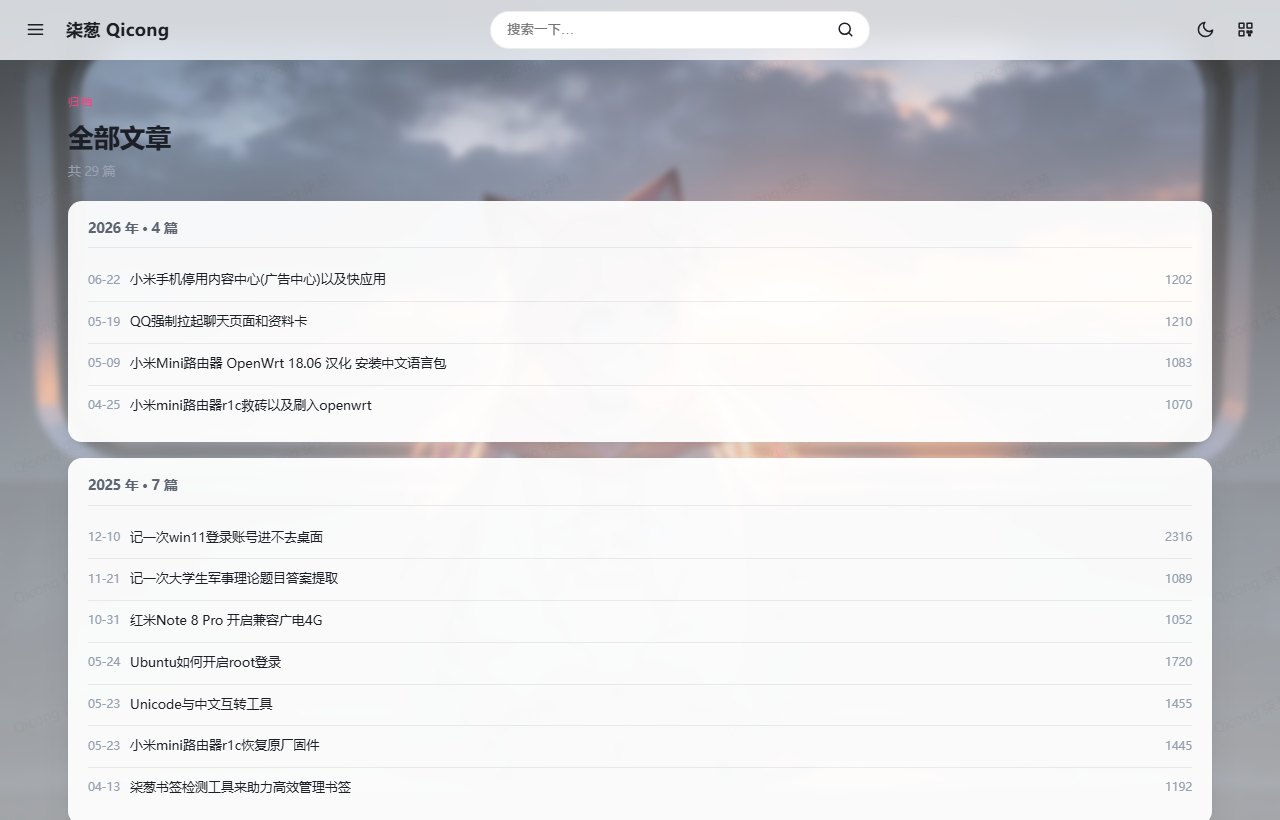 柒葱 Qicong
搜索一下...
归档
全部文章
共 29 篇
2026 年 • 4 篇
06-22 小米手机停用内容中心(广告中心)以及快应用 1202
05-19 QQ强制拉起聊天页面和资料卡 1210
05-09 小米Mini路由器 OpenWrt 18.06 汉化 安装中文语言包 1083
04-25 小米mini路由器r1c救砖以及刷入openwrt 1070
2025 年 • 7 篇
12-10 记一次win11登录账号进不去桌面 2316
11-21 记一次大学生军事理论题目答案提取 1089
10-31 红米Note 8 Pro 开启兼容广电4G 1052
05-24 Ubuntu如何开启root登录 1720
05-23 Unicode与中文互转工具 1455
05-23 小米mini路由器r1c恢复原厂固件 1445
04-13 柒葱书签检测工具来助力高效管理书签 1192